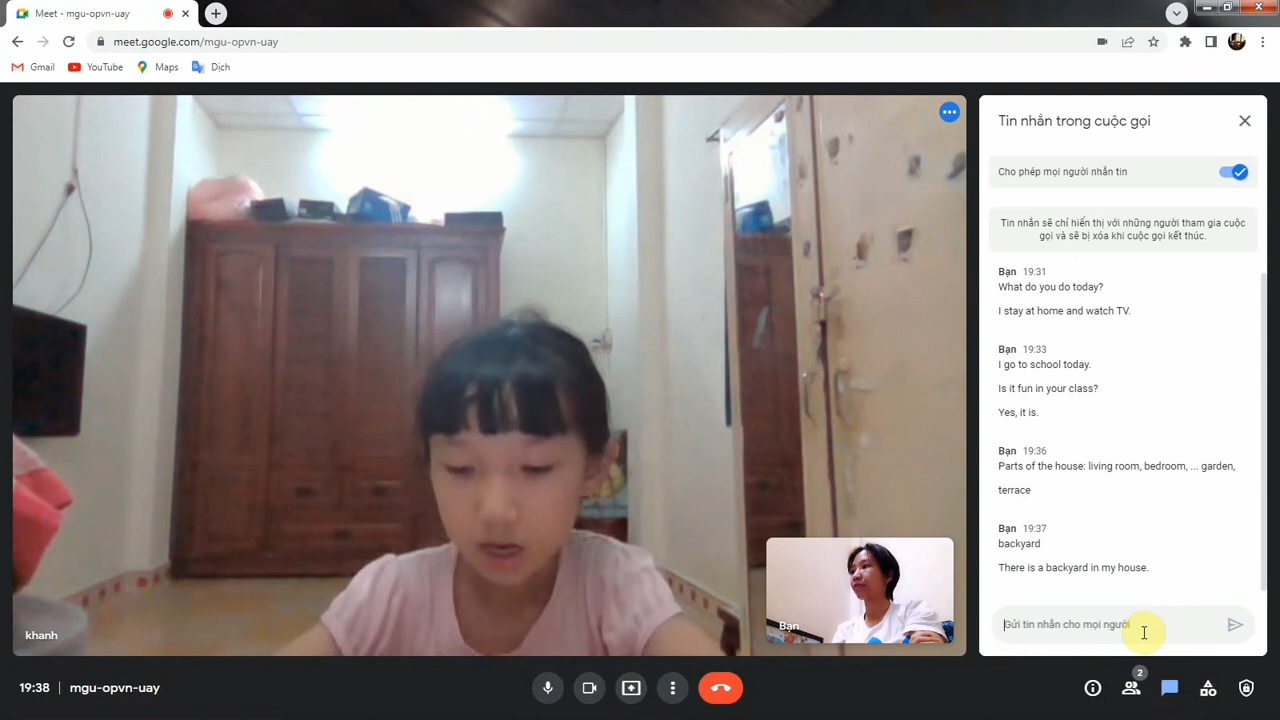 Meet - mgu-opvn-uay
meet.google.com/mgu-opvn-uay
Gmail
YouTube
Maps
Dịch
Tin nhắn trong cuộc gọi
Cho phép mọi người nhắn tin
Tin nhắn sẽ chỉ hiển thị với những người tham gia cuộc
gọi và sẽ bị xóa khi cuộc gọi kết thúc.
Bạn 19:31
What do you do today?
I stay at home and watch TV.
Bạn 19:33
I go to school today.
Is it fun in your class?
Yes, it is.
Bạn 19:36
Parts of the house: living room, bedroom, ... garden,
terrace
Bạn 19:37
backyard
There is a backyard in my house.
Gửi tin nhắn cho mọi người
khanh
Bạn
19:38 | mgu-opvn-uay
2